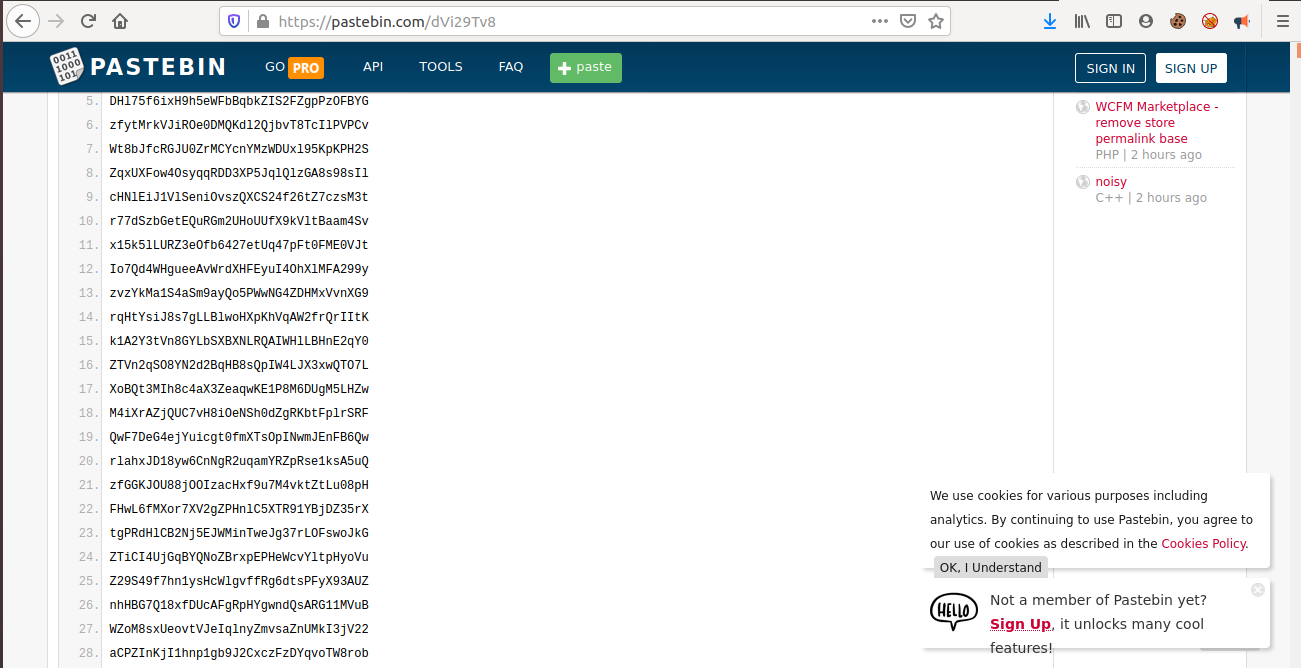 https://pastebin.com/dVi29Tv8
0011
1000
101
PASTEBIN
GO PRO API TOOLS FAQ + paste
SIGN IN SIGN UP
5. DHl75f6ixH9h5eWFbBqbkZIS2FZgpPzOFBYG
6. zfytMrkVJiROe0DMQKdl2QjbvT8TcIlPVPCv
7. Wt8bJfcRGJU0ZrMCYcnYMzWDUxl95KpKPH2S
8. ZqxUXFow4OsyqqRDD3XP5JqlQlzGA8s98sIl
9. cHNlEiJ1VlSeniOvszQXCS24f26tZ7czsM3t
10. r77dSzbGetEQuRGm2UHoUUfX9kVltBaam4Sv
11. x15k5lLURZ3eOfb6427etUq47pFt0FME0VJt
12. Io7Qd4WHgueeAvWrdXHFEyuI4OhXlMFA299y
13. zvzYkMa1S4aSm9ayQo5PWwNG4ZDHMxVvnXG9
14. rqHtYsiJ8s7gLLBlwoHXpKhVqAW2frQrIItK
15. k1A2Y3tVn8GYLbSXBXNLRQAIWHlLBHnE2qY0
16. ZTVn2qSO8YN2d2BqHB8sQpIW4LJX3xwQTO7L
17. XoBQt3MIh8c4aX3ZeaqwKE1P8M6DUgM5LHZw
18. M4iXrAZjQUC7vH8iOeNSh0dZgRKbtFplrSRF
19. QwF7DeG4ejYuicgt0fmXTsOpINwmJEnFB6Qw
20. rlahxJD18yw6CnNgR2uqamYRZpRse1ksA5uQ
21. zfGGKJOU88jOOIzacHxf9u7M4vktZtLu08pH
22. FHwL6fMXor7XV2gZPHnlC5XTR91YBjDZ35rX
23. tgPRdHlCB2Nj5EJWMinTweJg37rLOFswoJkG
24. ZTiCI4UjGqBYQNoZBrxpEPHeWcvYltpHyoVu
25. Z29S49f7hn1ysHcWlgvffRg6dtsPFyX93AUZ
26. nhHBG7Q18xfDUcAFgRpHYgwndQsARG11MVuB
27. WZoM8sxUeovtVJeIqlnyZmvsaZnUMkI3jV22
28. aCPZInKjI1hnp1gb9J2CxczFzDYqvoTW8rob
WCFM Marketplace -
remove store
permalink base
PHP | 2 hours ago
noisy
C++ | 2 hours ago
We use cookies for various purposes including
analytics. By continuing to use Pastebin, you agree to
our use of cookies as described in the Cookies Policy.
OK, I Understand
HELLO
Not a member of Pastebin yet?
Sign Up, it unlocks many cool
features!